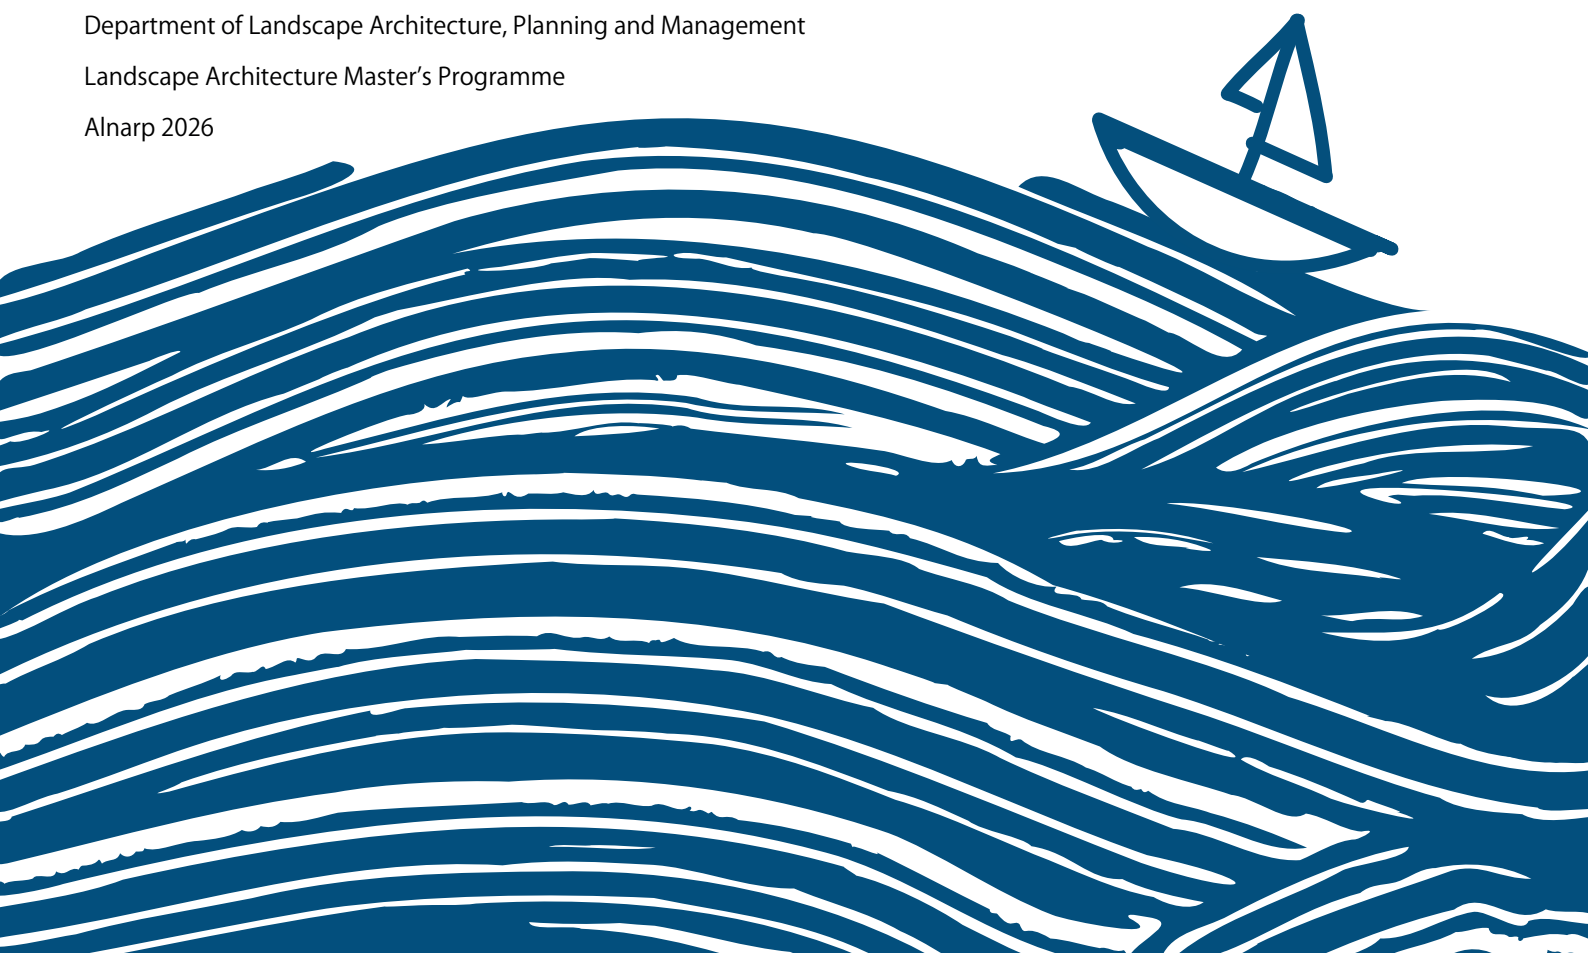 Department of Landscape Architecture, Planning and Management
Landscape Architecture Master’s Programme
Alnarp 2026